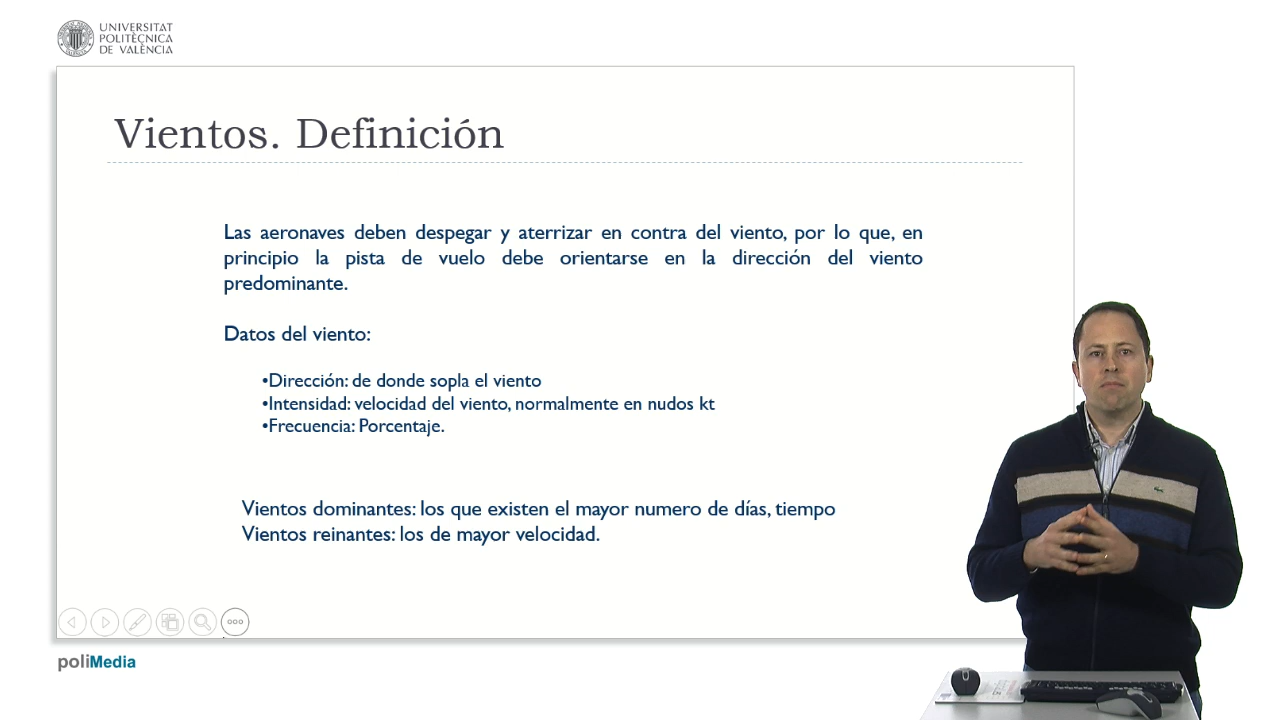 UNIVERSITAT
POLITÈCNICA
DE VALÈNCIA
Vientos. Definición
Las aeronaves deben despegar y aterrizar en contra del viento, por lo que, en
principio la pista de vuelo debe orientarse en la dirección del viento
predominante.
Datos del viento:
•Dirección: de donde sopla el viento
•Intensidad: velocidad del viento, normalmente en nudos kt
•Frecuencia: Porcentaje.
Vientos dominantes: los que existen el mayor numero de días, tiempo
Vientos reinantes: los de mayor velocidad.
poliMedia